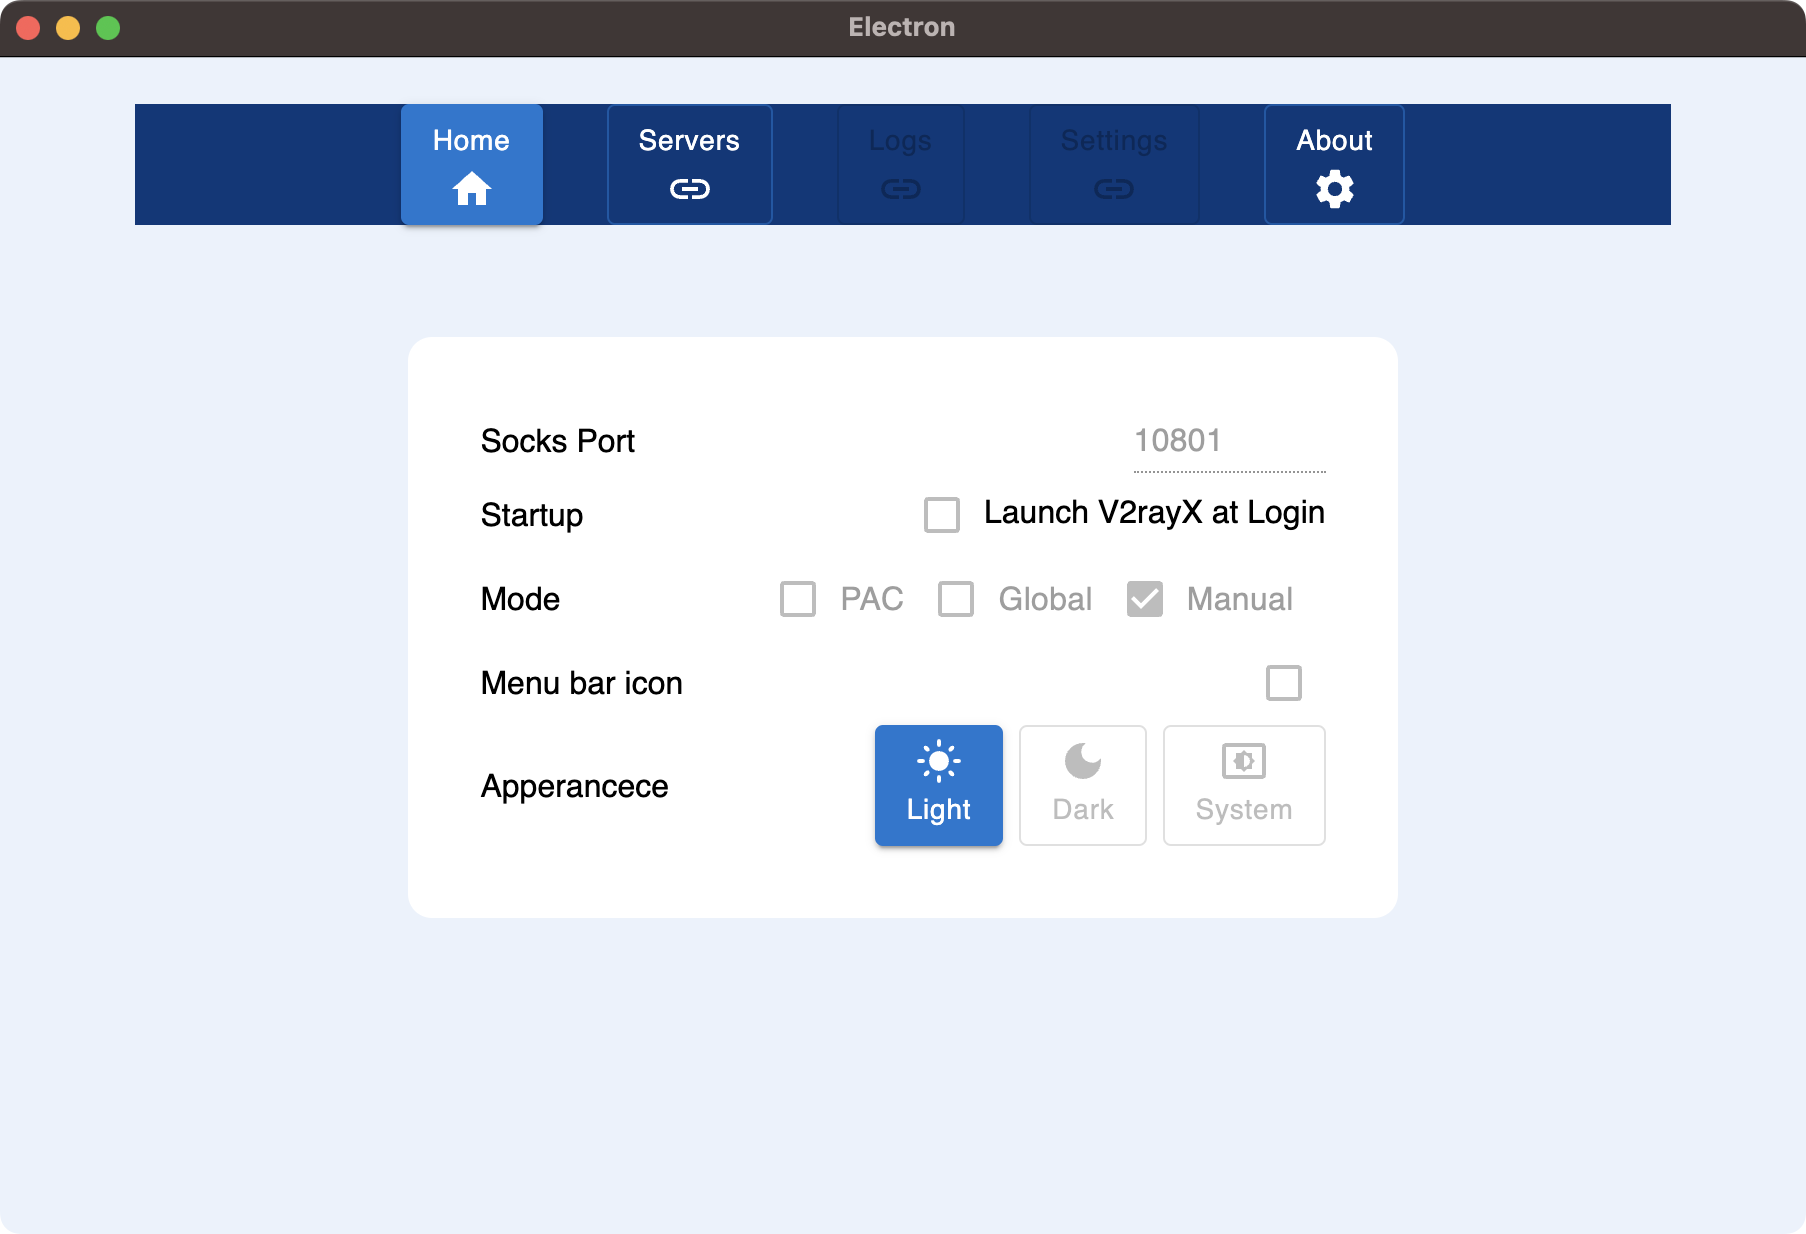 Electron
Home Servers Logs Settings About
Socks Port 10801
Startup Launch V2rayX at Login
Mode PAC Global Manual
Menu bar icon
Apperancece Light Dark System